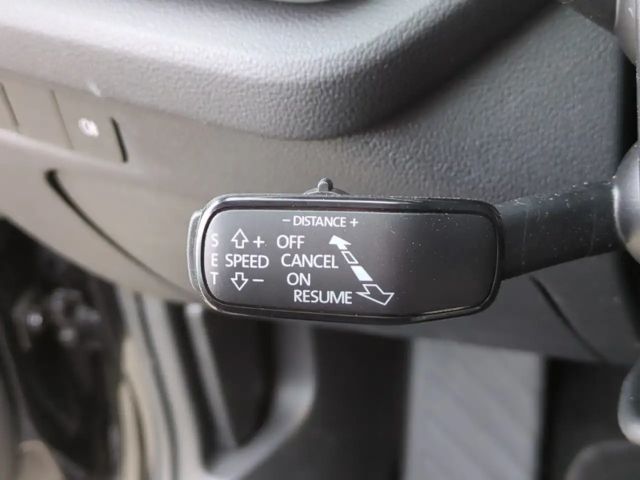 - DISTANCE +
S + OFF
E SPEED CANCEL
T - ON
RESUME